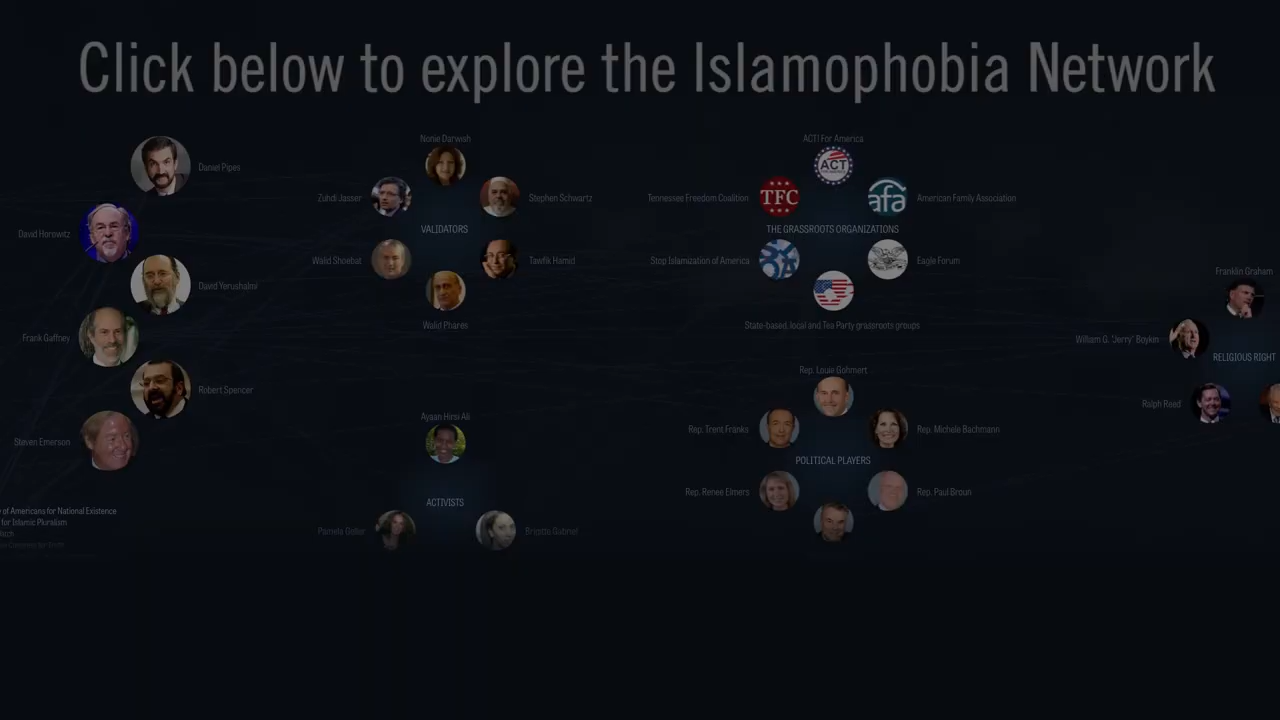 Click below to explore the Islamophobia Network
Daniel Pipes
David Horowitz
David Yerushalmi
Frank Gaffney
Robert Spencer
Steven Emerson
of Americans for National Existence
for Islamic Pluralism
Nonie Darwish
Zuhdi Jasser
Stephen Schwartz
VALIDATORS
Walid Shoebat
Tawfik Hamid
Walid Phares
Ayaan Hirsi Ali
ACTIVISTS
Pamela Geller
Brigitte Gabriel
ACT! For America
ACT
Tennessee Freedom Coalition
TFC
afa
American Family Association
THE GRASSROOTS ORGANIZATIONS
Stop Islamization of America
Eagle Forum
State-based, local and Tea Party grassroots groups
Rep. Louie Gohmert
Rep. Trent Franks
Rep. Michele Bachmann
POLITICAL PLAYERS
Rep. Renee Elmers
Rep. Paul Broun
Franklin Graham
William G. "Jerry" Boykin
RELIGIOUS RIGHT
Ralph Reed